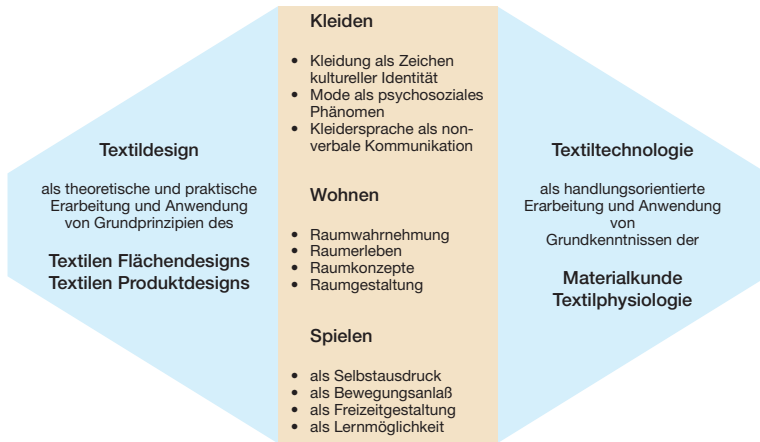 Textildesign
als theoretische und praktische
Erarbeitung und Anwendung
von Grundprinzipien des
Textilen Flächendesigns
Textilen Produktdesigns
Kleiden
• Kleidung als Zeichen
kultureller Identität
• Mode als psychosoziales
Phänomen
• Kleidersprache als non-
verbale Kommunikation
Wohnen
• Raumwahrnehmung
• Raumerleben
• Raumkonzepte
• Raumgestaltung
Spielen
• als Selbstausdruck
• als Bewegungsanlaß
• als Freizeitgestaltung
• als Lernmöglichkeit
Textiltechnologie
als handlungsorientierte
Erarbeitung und Anwendung
von
Grundkenntnissen der
Materialkunde
Textilphysiologie